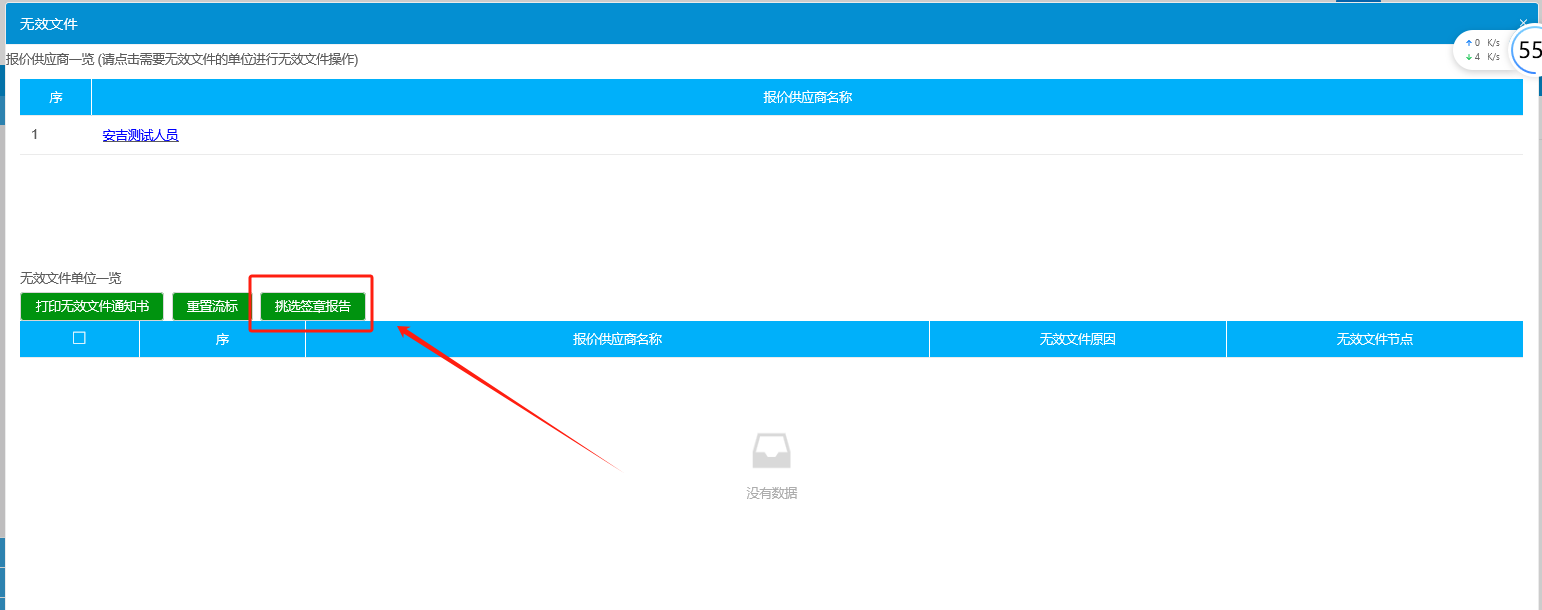 无效文件
×
↑ 0 K/s
↓ 4 K/s
55
报价供应商一览 (请点击需要无效文件的单位进行无效文件操作)
序 报价供应商名称
1 安吉测试人员
无效文件单位一览
打印无效文件通知书 重置流标 挑选签章报告
序 报价供应商名称 无效文件原因 无效文件节点
没有数据